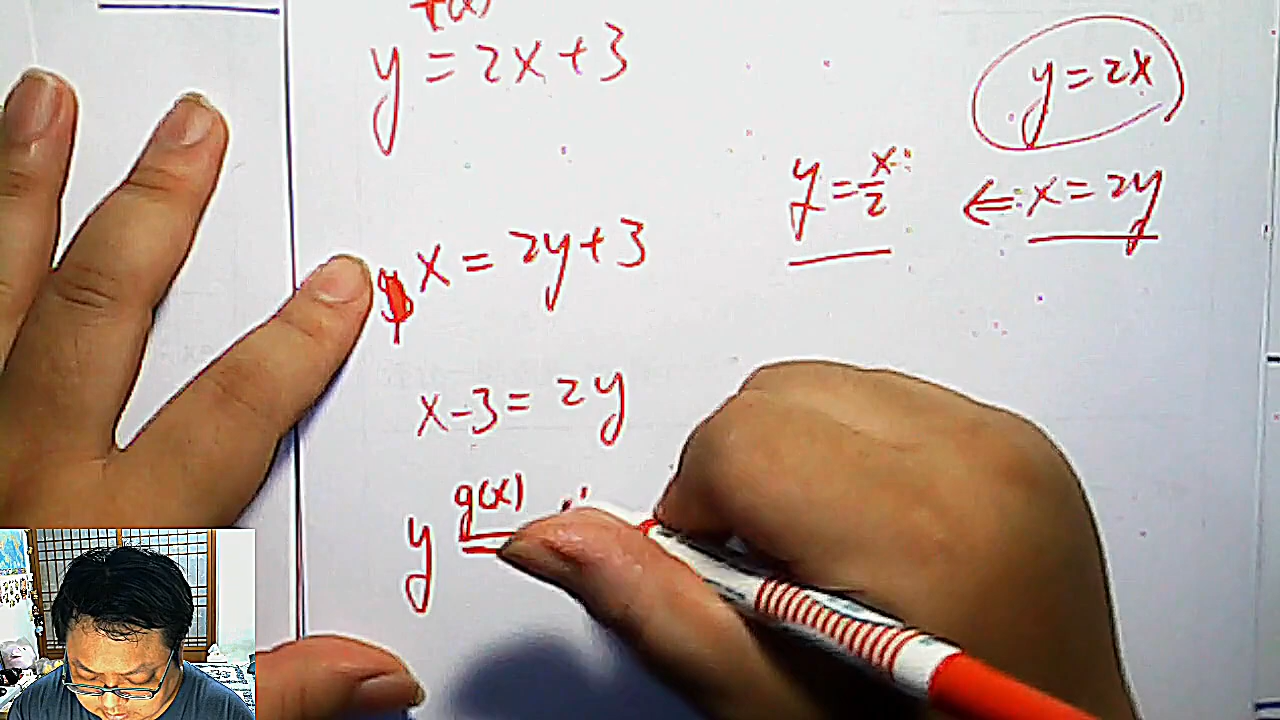 f(x)
y = 2x + 3
x = 2y + 3
x - 3 = 2y
g(x)
y =
y = 2x
x = 2y
←
y = x/2